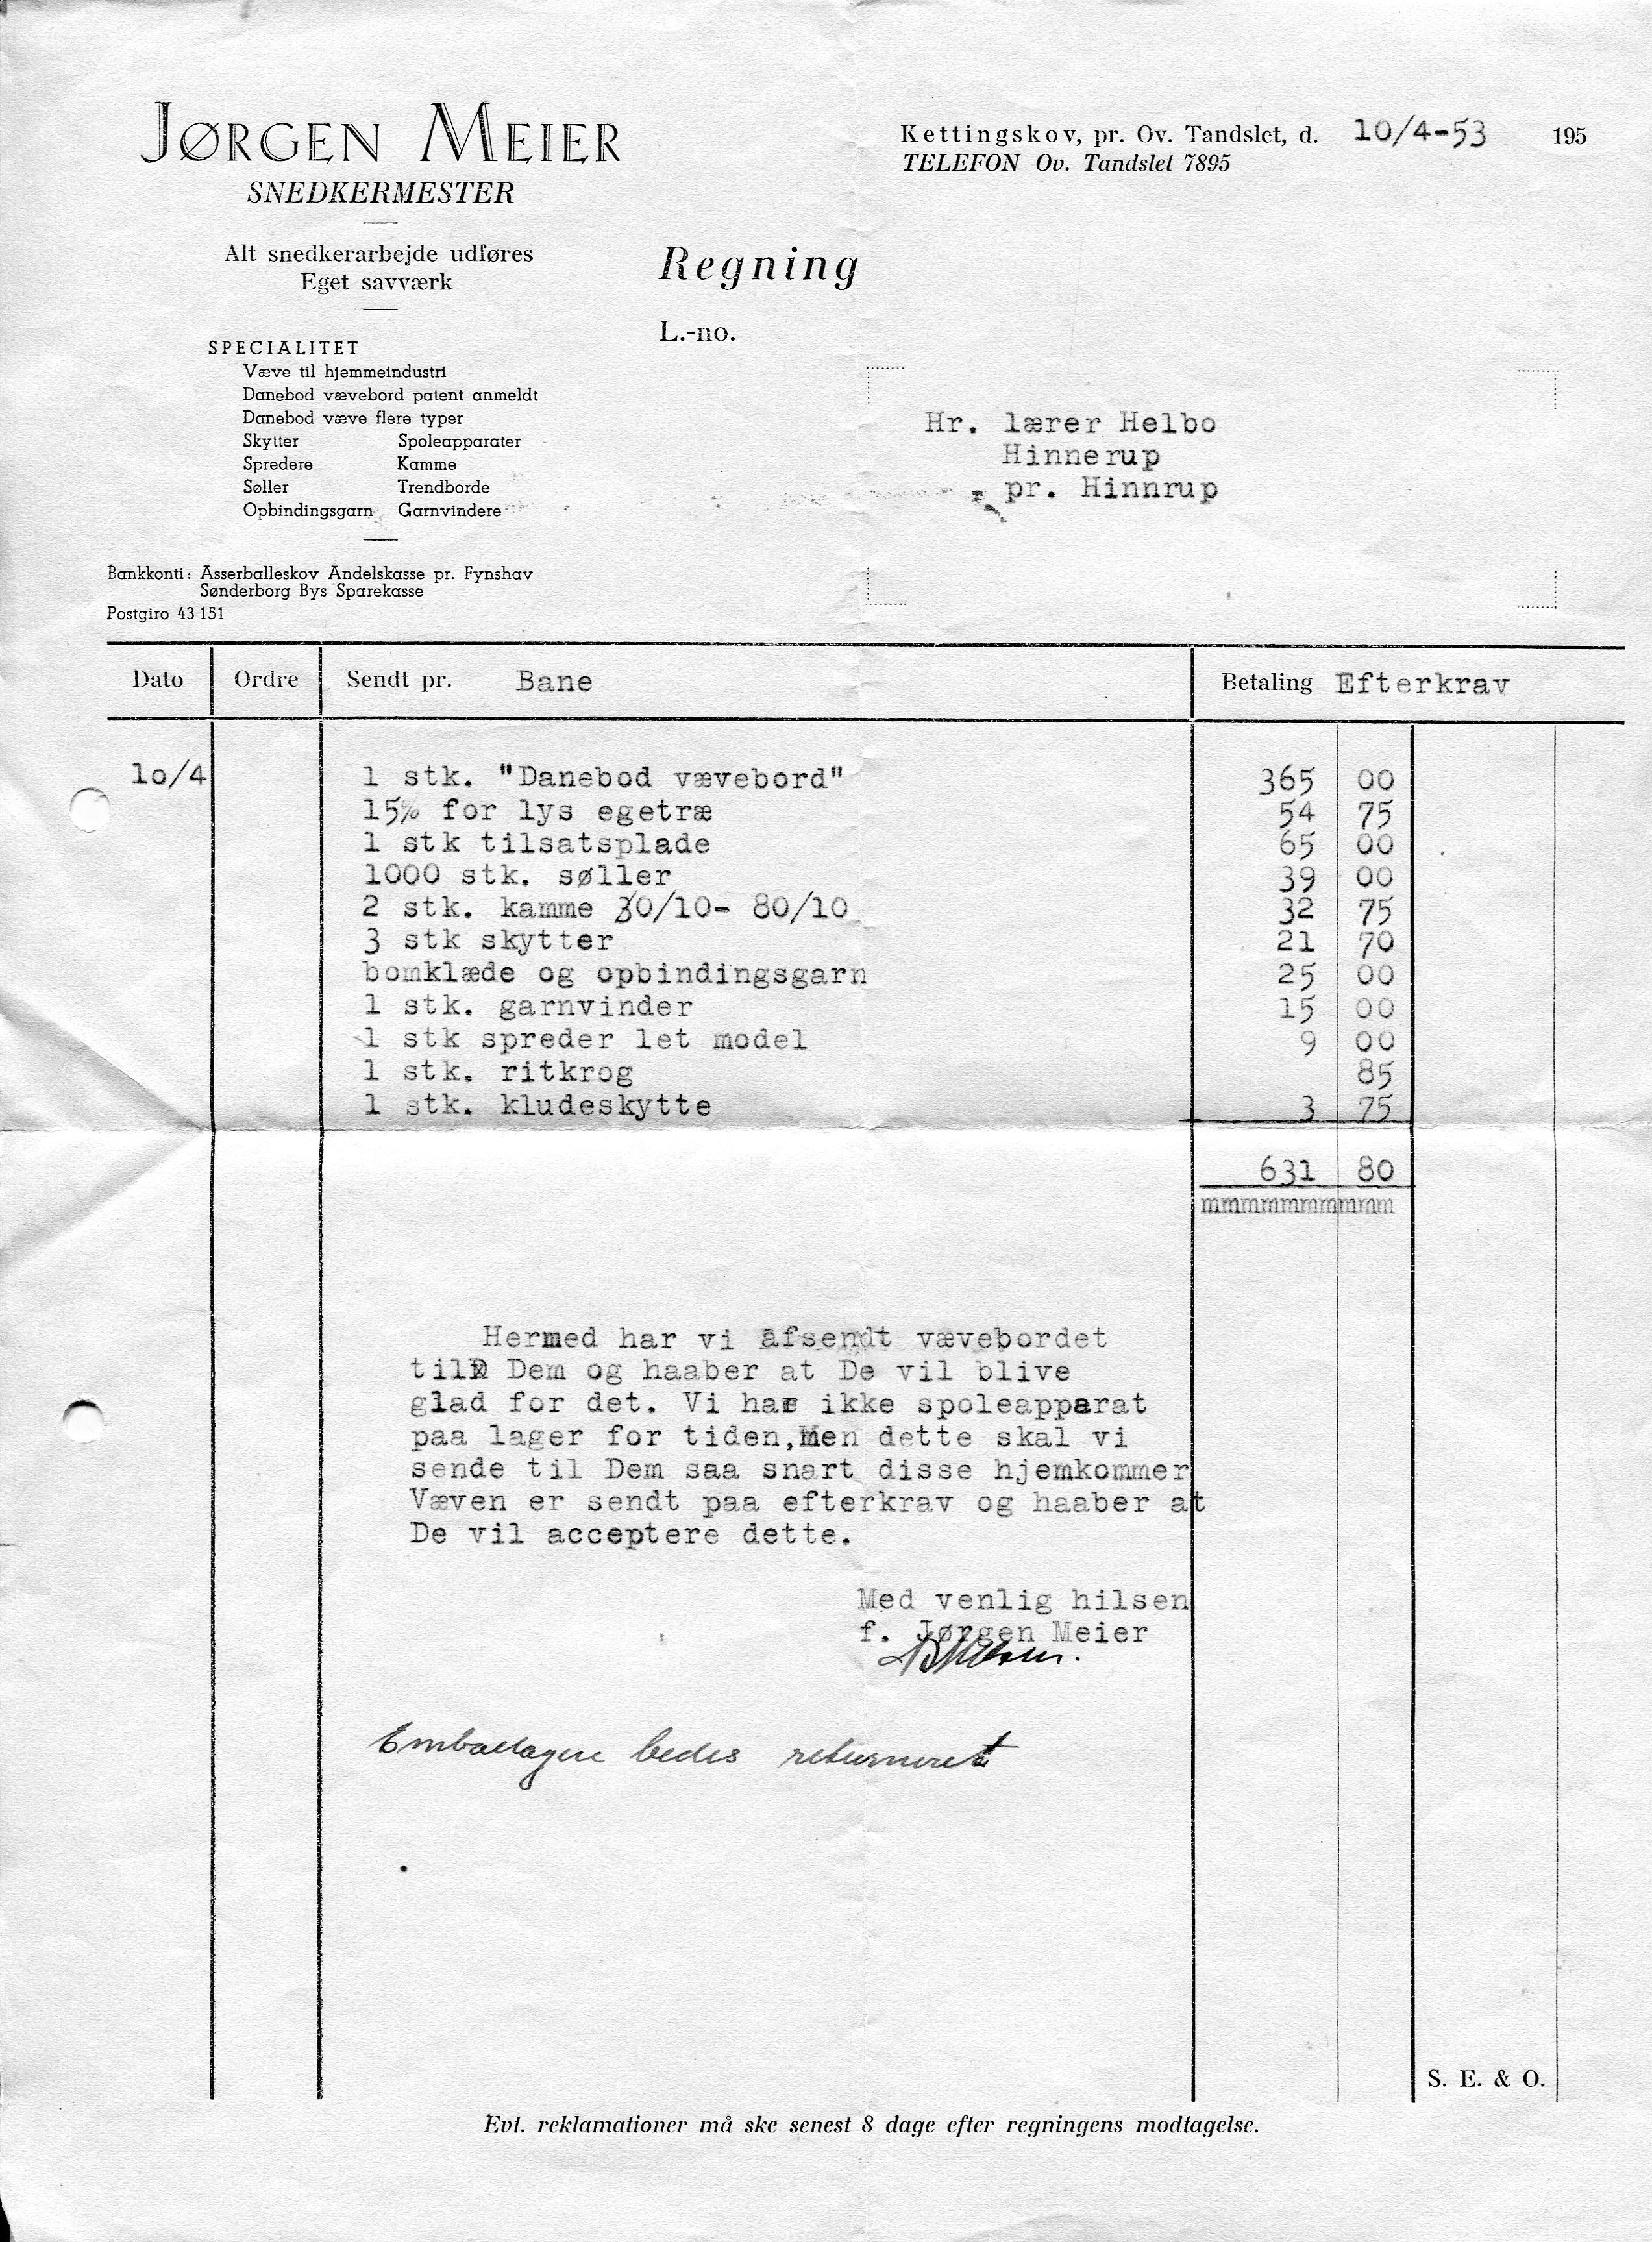 JØRGEN MEIER
SNEDKERMESTER
Alt snedkerarbejde udføres
Eget savværk
SPECIALITET
Væve til hjemmeindustri
Danebod vævebord patent anmeldt
Danebod væve flere typer
Skytter Spoleapparater
Spredere Kamme
Søller Trendborde
Opbindingsgarn Garnvindere
Bankkonti: Asserballeskov Andelskasse pr. Fynshav
Sønderborg Bys Sparekasse
Postgiro 43 151
Kettingskov, pr. Ov. Tandslet, d. 10/4-53 195
TELEFON Ov. Tandslet 7895
Regning
L.-no.
Hr. lærer Helbo
Hinnerup
pr. Hinnrup
Dato Ordre Sendt pr. Bane Betaling Efterkrav
1o/4 1 stk. "Danebod vævebord" 365 00
15% for lys egetræ 54 75
1 stk tilsatsplade 65 00
1000 stk. søller 39 00
2 stk. kamme 30/10- 80/10 32 75
3 stk skytter 21 70
bomklæde og opbindingsgarn 25 00
1 stk. garnvinder 15 00
1 stk spreder let model 9 00
1 stk. ritkrog 85
1 stk. kludeskytte 3 75
631 80
mmmmmmmmmmm
Hermed har vi afsendt vævebordet
til Dem og haaber at De vil blive
glad for det. Vi har ikke spoleapparat
paa lager for tiden,Men dette skal vi
sende til Dem saa snart disse hjemkommer
Væven er sendt paa efterkrav og haaber at
De vil acceptere dette.
Med venlig hilsen
f. Jørgen Meier
Emballagen bedes returneret
S. E. & O.
Evt. reklamationer må ske senest 8 dage efter regningens modtagelse.